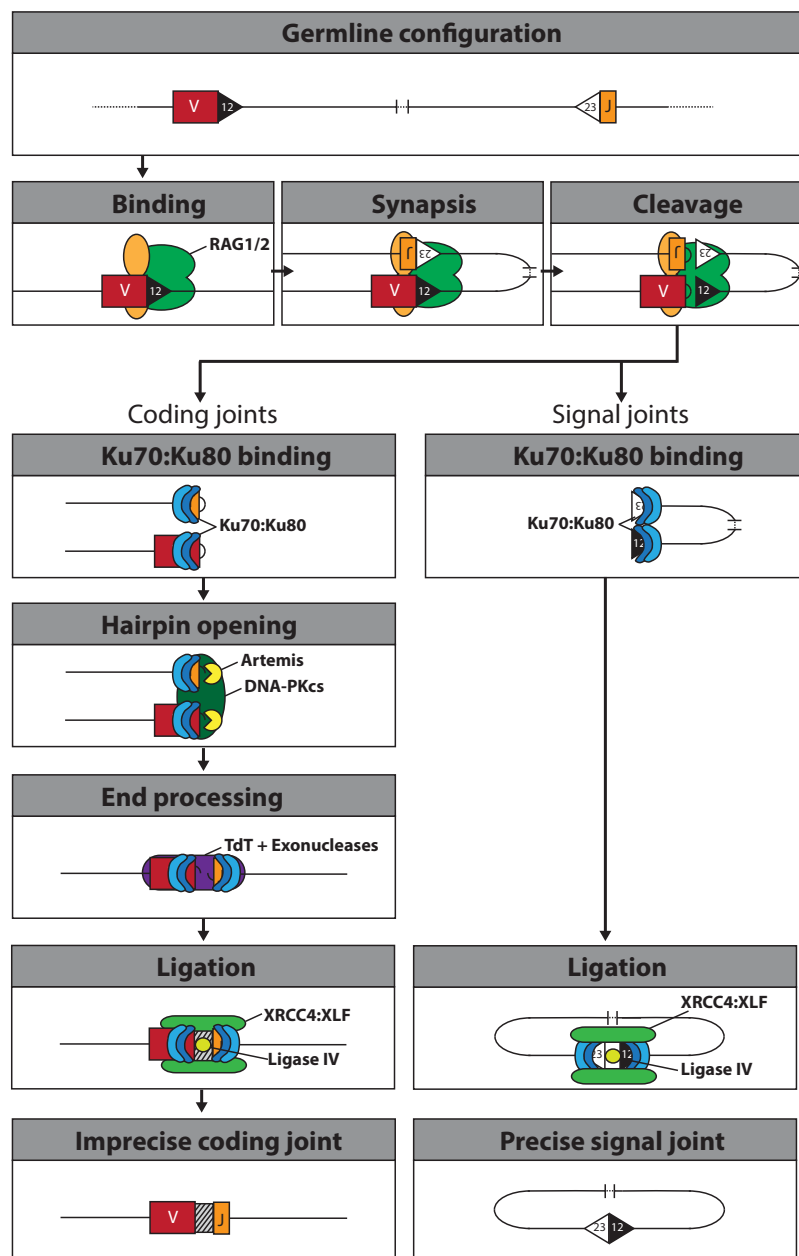 Germline configuration
V
12
23
J
Binding
Synapsis
Cleavage
RAG1/2
V
12
J
23
V
12
J
23
V
12
Coding joints
Signal joints
Ku70:Ku80 binding
Ku70:Ku80 binding
Ku70:Ku80
23
Ku70:Ku80
12
Hairpin opening
Artemis
DNA-PKcs
End processing
TdT + Exonucleases
Ligation
Ligation
XRCC4:XLF
Ligase IV
XRCC4:XLF
23
12
Ligase IV
Imprecise coding joint
Precise signal joint
V
J
23
12